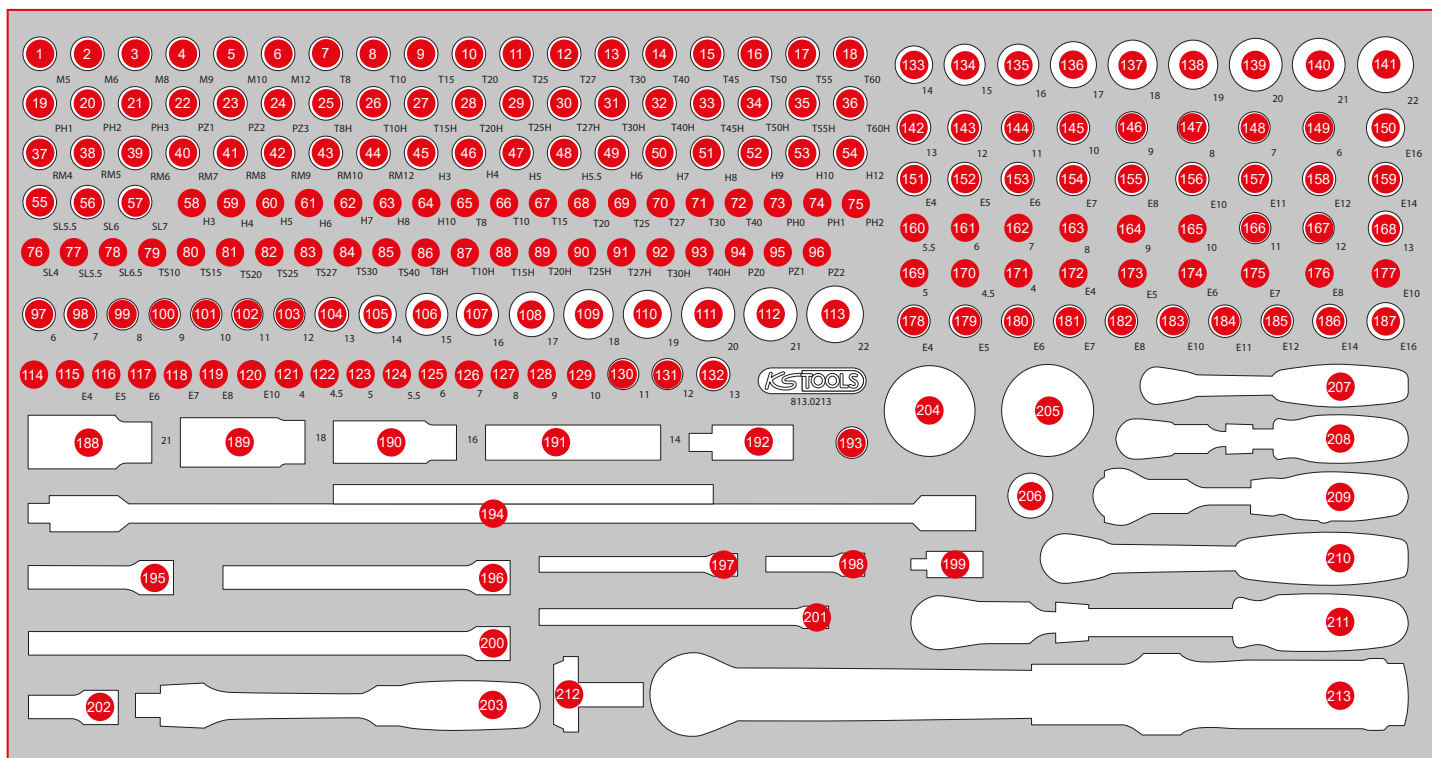 1 2 3 4 5 6 7 8 9 10 11 12 13 14 15 16 17 18
M5 M6 M8 M9 M10 M12 T8 T10 T15 T20 T25 T27 T30 T40 T45 T50 T55 T60
19 20 21 22 23 24 25 26 27 28 29 30 31 32 33 34 35 36
PH1 PH2 PH3 PZ1 PZ2 PZ3 T8H T10H T15H T20H T25H T27H T30H T40H T45H T50H T55H T60H
37 38 39 40 41 42 43 44 45 46 47 48 49 50 51 52 53 54
RM4 RM5 RM6 RM7 RM8 RM9 RM10 RM12 H3 H4 H5 H5.5 H6 H7 H8 H9 H10 H12
55 56 57 58 59 60 61 62 63 64 65 66 67 68 69 70 71 72 73 74 75
SL5.5 SL6 SL7 H3 H4 H5 H6 H7 H8 H10 T8 T10 T15 T20 T25 T27 T30 T40 PH0 PH1 PH2
76 77 78 79 80 81 82 83 84 85 86 87 88 89 90 91 92 93 94 95 96
SL4 SL5.5 SL6.5 TS10 TS15 TS20 TS25 TS27 TS30 TS40 T8H T10H T15H T20H T25H T27H T30H T40H PZ0 PZ1 PZ2
97 98 99 100 101 102 103 104 105 106 107 108 109 110 111 112 113
6 7 8 9 10 11 12 13 14 15 16 17 18 19 20 21 22
114 115 116 117 118 119 120 121 122 123 124 125 126 127 128 129 130 131 132
E4 E5 E6 E7 E8 E10 4 4.5 5 5.5 6 7 8 9 10 11 12 13
KS TOOLS
813.0213
133 134 135 136 137 138 139 140 141
14 15 16 17 18 19 20 21 22
142 143 144 145 146 147 148 149 150
13 12 11 10 9 8 7 6 E16
151 152 153 154 155 156 157 158 159
E4 E5 E6 E7 E8 E10 E11 E12 E14
160 161 162 163 164 165 166 167 168
5.5 6 7 8 9 10 11 12 13
169 170 171 172 173 174 175 176 177
5 4.5 4 E4 E5 E6 E7 E8 E10
178 179 180 181 182 183 184 185 186 187
E4 E5 E6 E7 E8 E10 E11 E12 E14 E16
188 21 189 18 190 16 191 14 192 193
204 205 207
208
206 209
194
195 196 197 198 199 210
200 201 211
202 203 212 213